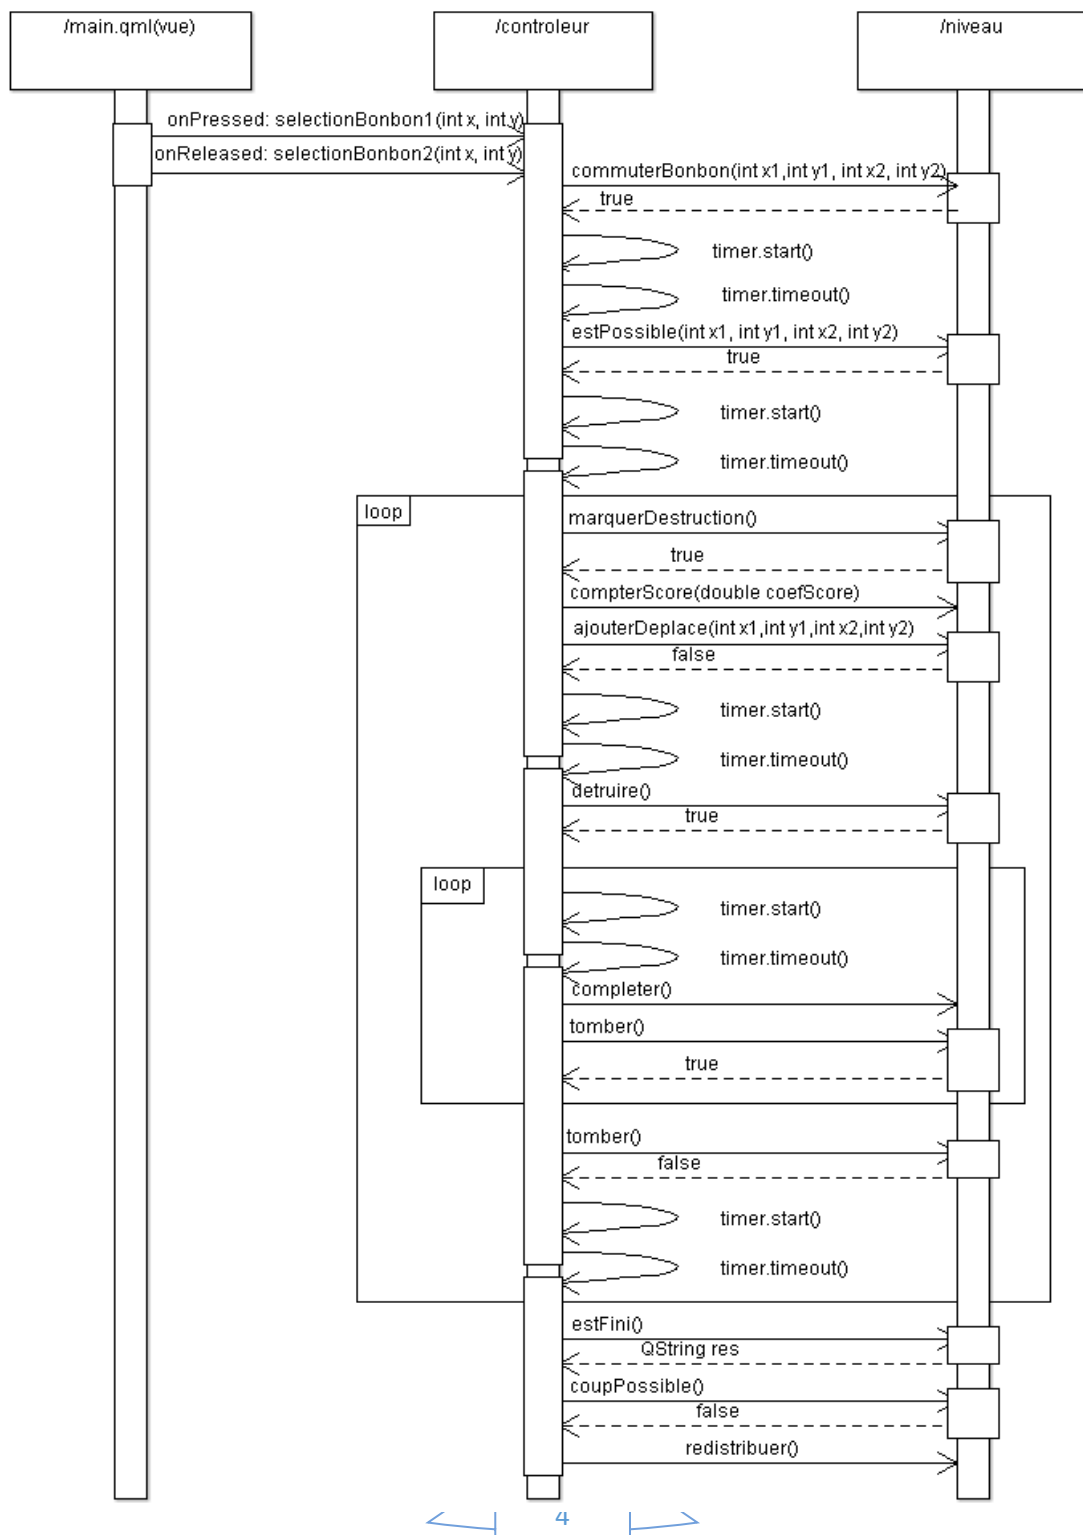 /main.qml(vue)
/controleur
/niveau
onPressed: selectionBonbon1(int x, int y)
onReleased: selectionBonbon2(int x, int y)
commuterBonbon(int x1,int y1, int x2, int y2)
true
timer.start()
timer.timeout()
estPossible(int x1, int y1, int x2, int y2)
true
timer.start()
timer.timeout()
loop
marquerDestruction()
true
compterScore(double coefScore)
ajouterDeplace(int x1,int y1,int x2,int y2)
false
timer.start()
timer.timeout()
detruire()
true
loop
timer.start()
timer.timeout()
completer()
tomber()
true
tomber()
false
timer.start()
timer.timeout()
estFini()
QString res
coupPossible()
false
redistribuer()
4